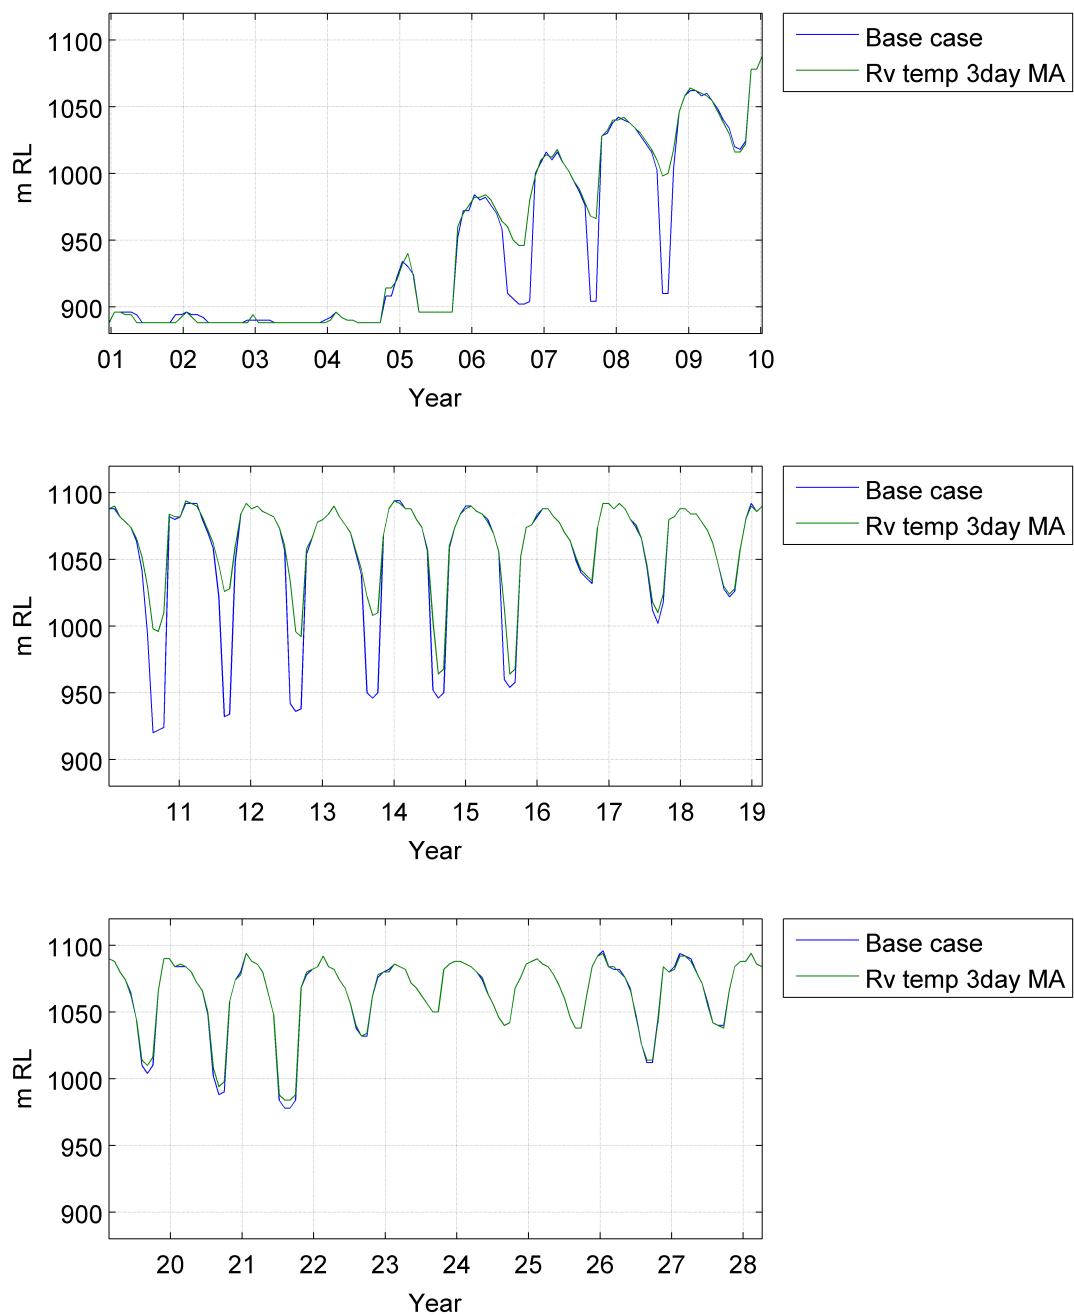 1100
1050
1000
950
900
m RL
01 02 03 04 05 06 07 08 09 10
Year
Base case
Rv temp 3day MA
1100
1050
1000
950
900
m RL
11 12 13 14 15 16 17 18 19
Year
Base case
Rv temp 3day MA
1100
1050
1000
950
900
m RL
20 21 22 23 24 25 26 27 28
Year
Base case
Rv temp 3day MA